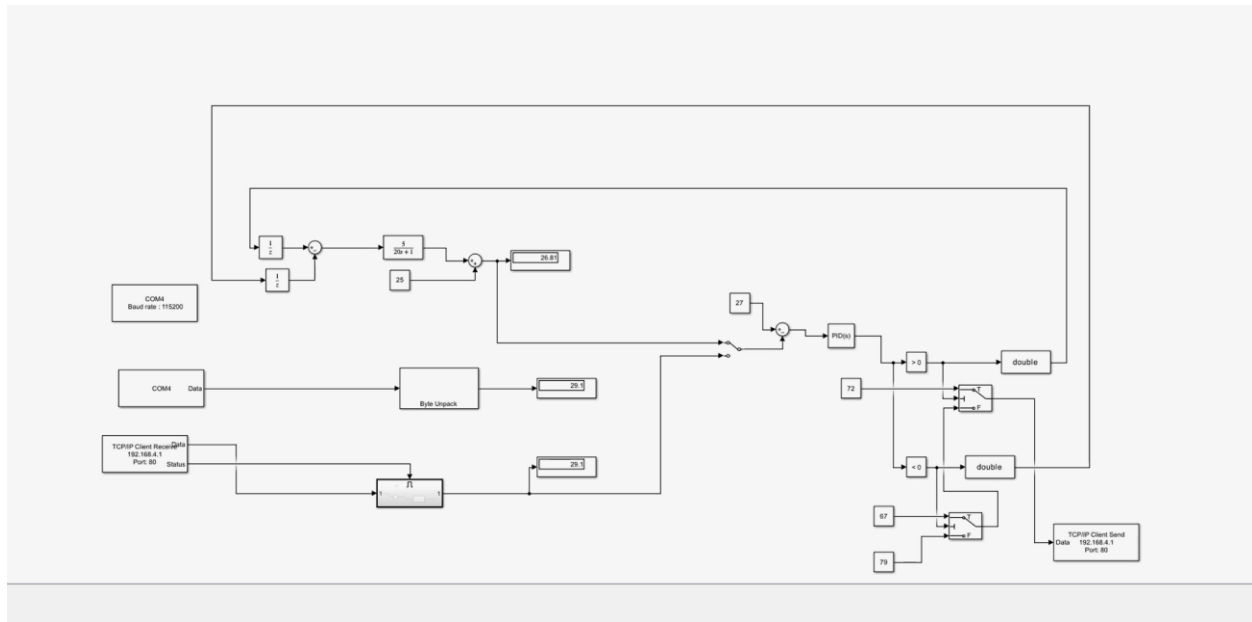 1
z
1
z
+
-
5
20s + 1
25
+
+
26.81
COM4
Baud rate : 115200
27
+
-
PID(s)
> 0
double
COM4
Data
Byte Unpack
29.1
72
T
F
TCP/IP Client Receive
192.168.4.1
Port: 80
Data
Status
29.1
1
1
< 0
double
67
T
F
79
Data
TCP/IP Client Send
192.168.4.1
Port: 80